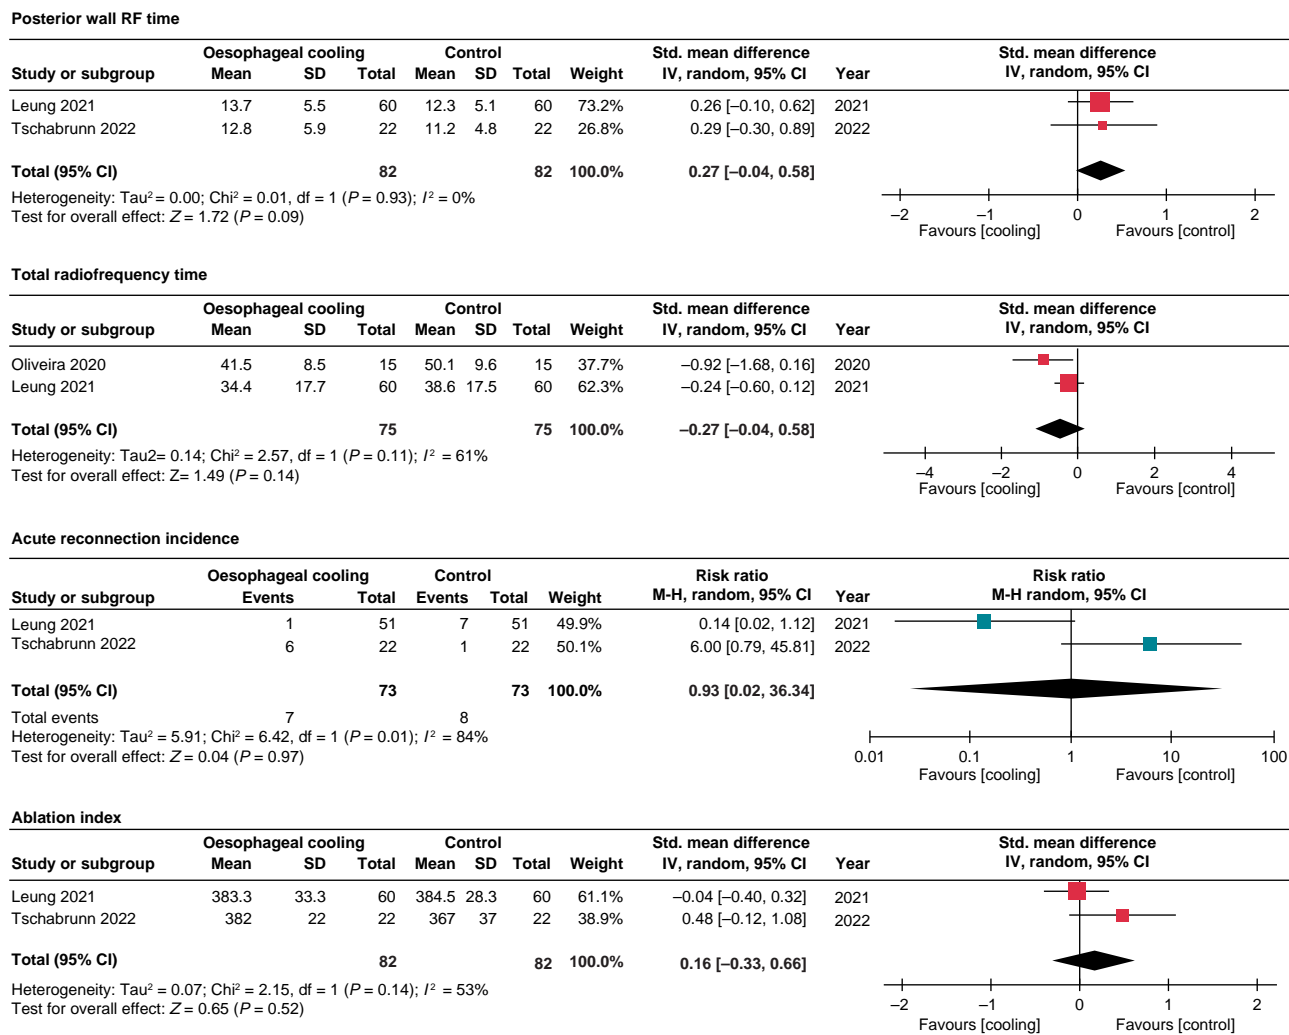 Posterior wall RF time
Oesophageal cooling Control Std. mean difference Std. mean difference
Study or subgroup Mean SD Total Mean SD Total Weight IV, random, 95% CI Year IV, random, 95% CI
Leung 2021 13.7 5.5 60 12.3 5.1 60 73.2% 0.26 [–0.10, 0.62] 2021
Tschabrunn 2022 12.8 5.9 22 11.2 4.8 22 26.8% 0.29 [–0.30, 0.89] 2022
Total (95% CI) 82 82 100.0% 0.27 [–0.04, 0.58]
Heterogeneity: Tau² = 0.00; Chi² = 0.01, df = 1 (P = 0.93); I² = 0%
Test for overall effect: Z = 1.72 (P = 0.09)
–2 –1 0 1 2
Favours [cooling] Favours [control]
Total radiofrequency time
Oesophageal cooling Control Std. mean difference Std. mean difference
Study or subgroup Mean SD Total Mean SD Total Weight IV, random, 95% CI Year IV, random, 95% CI
Oliveira 2020 41.5 8.5 15 50.1 9.6 15 37.7% –0.92 [–1.68, 0.16] 2020
Leung 2021 34.4 17.7 60 38.6 17.5 60 62.3% –0.24 [–0.60, 0.12] 2021
Total (95% CI) 75 75 100.0% –0.27 [–0.04, 0.58]
Heterogeneity: Tau2= 0.14; Chi² = 2.57, df = 1 (P = 0.11); I² = 61%
Test for overall effect: Z= 1.49 (P = 0.14)
–4 –2 0 2 4
Favours [cooling] Favours [control]
Acute reconnection incidence
Oesophageal cooling Control Risk ratio Risk ratio
Study or subgroup Events Total Events Total Weight M-H, random, 95% CI Year M-H random, 95% CI
Leung 2021 1 51 7 51 49.9% 0.14 [0.02, 1.12] 2021
Tschabrunn 2022 6 22 1 22 50.1% 6.00 [0.79, 45.81] 2022
Total (95% CI) 73 73 100.0% 0.93 [0.02, 36.34]
Total events 7 8
Heterogeneity: Tau² = 5.91; Chi² = 6.42, df = 1 (P = 0.01); I² = 84%
Test for overall effect: Z = 0.04 (P = 0.97)
0.01 0.1 1 10 100
Favours [cooling] Favours [control]
Ablation index
Oesophageal cooling Control Std. mean difference Std. mean difference
Study or subgroup Mean SD Total Mean SD Total Weight IV, random, 95% CI Year IV, random, 95% CI
Leung 2021 383.3 33.3 60 384.5 28.3 60 61.1% –0.04 [–0.40, 0.32] 2021
Tschabrunn 2022 382 22 22 367 37 22 38.9% 0.48 [–0.12, 1.08] 2022
Total (95% CI) 82 82 100.0% 0.16 [–0.33, 0.66]
Heterogeneity: Tau² = 0.07; Chi² = 2.15, df = 1 (P = 0.14); I² = 53%
Test for overall effect: Z = 0.65 (P = 0.52)
–2 –1 0 1 2
Favours [cooling] Favours [control]